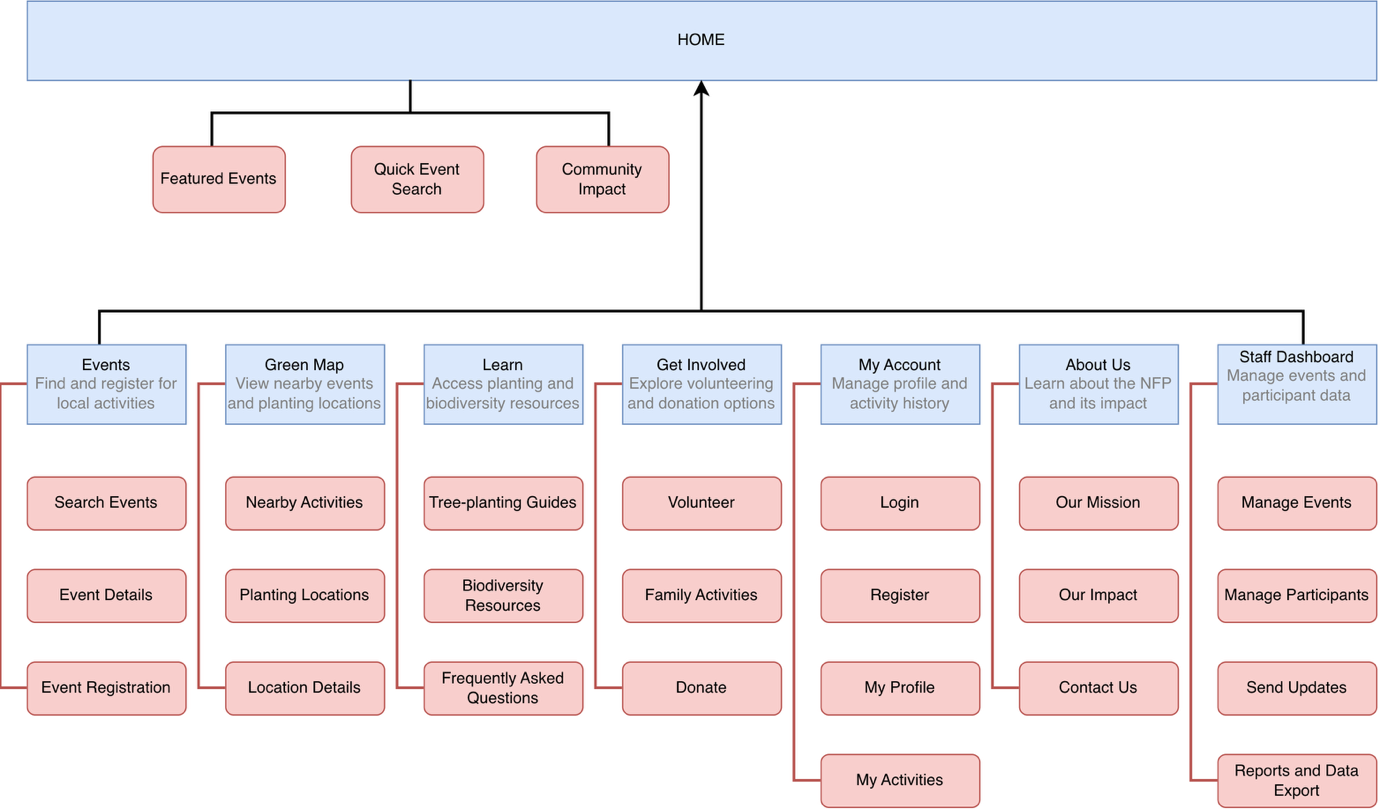 HOME
Featured Events
Quick Event
Search
Community
Impact
Events
Find and register for
local activities
Green Map
View nearby events
and planting locations
Learn
Access planting and
biodiversity resources
Get Involved
Explore volunteering
and donation options
My Account
Manage profile and
activity history
About Us
Learn about the NFP
and its impact
Staff Dashboard
Manage events and
participant data
Search Events
Nearby Activities
Tree-planting Guides
Volunteer
Login
Our Mission
Manage Events
Event Details
Planting Locations
Biodiversity
Resources
Family Activities
Register
Our Impact
Manage Participants
Event Registration
Location Details
Frequently Asked
Questions
Donate
My Profile
Contact Us
Send Updates
My Activities
Reports and Data
Export